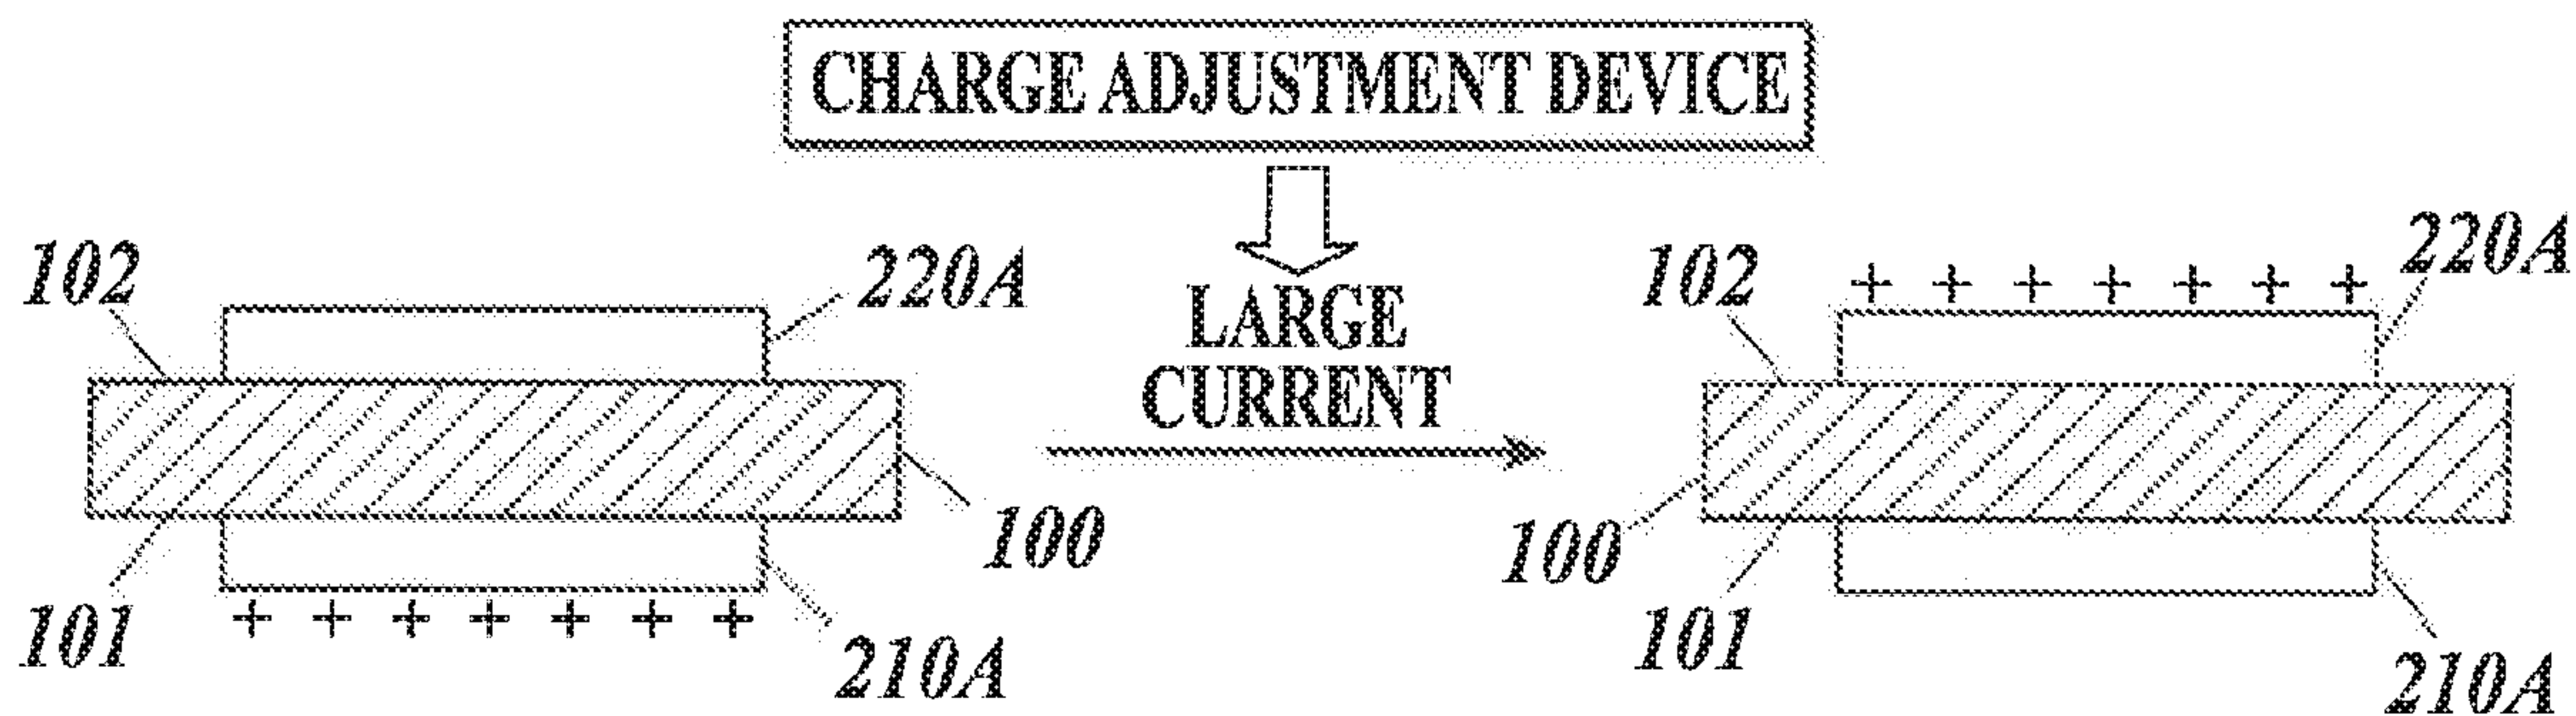 CHARGE ADJUSTMENT DEVICE
102
220A
LARGE
CURRENT
102
220A
+ + + + + + +
100
100
101
+ + + + + + +
210A
101
210A